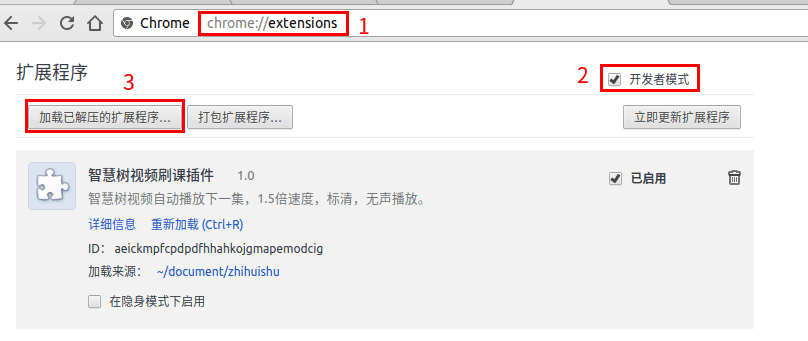 Chrome chrome://extensions 1
扩展程序
2 开发者模式
3
加载已解压的扩展程序... 打包扩展程序... 立即更新扩展程序
智慧树视频刷课插件 1.0 已启用
智慧树视频自动播放下一集，1.5倍速度，标清，无声播放。
详细信息 重新加载 (Ctrl+R)
ID： aeickmpfcpdpdfhhahkojgmapemodcig
加载来源： ~/document/zhihuishu
在隐身模式下启用